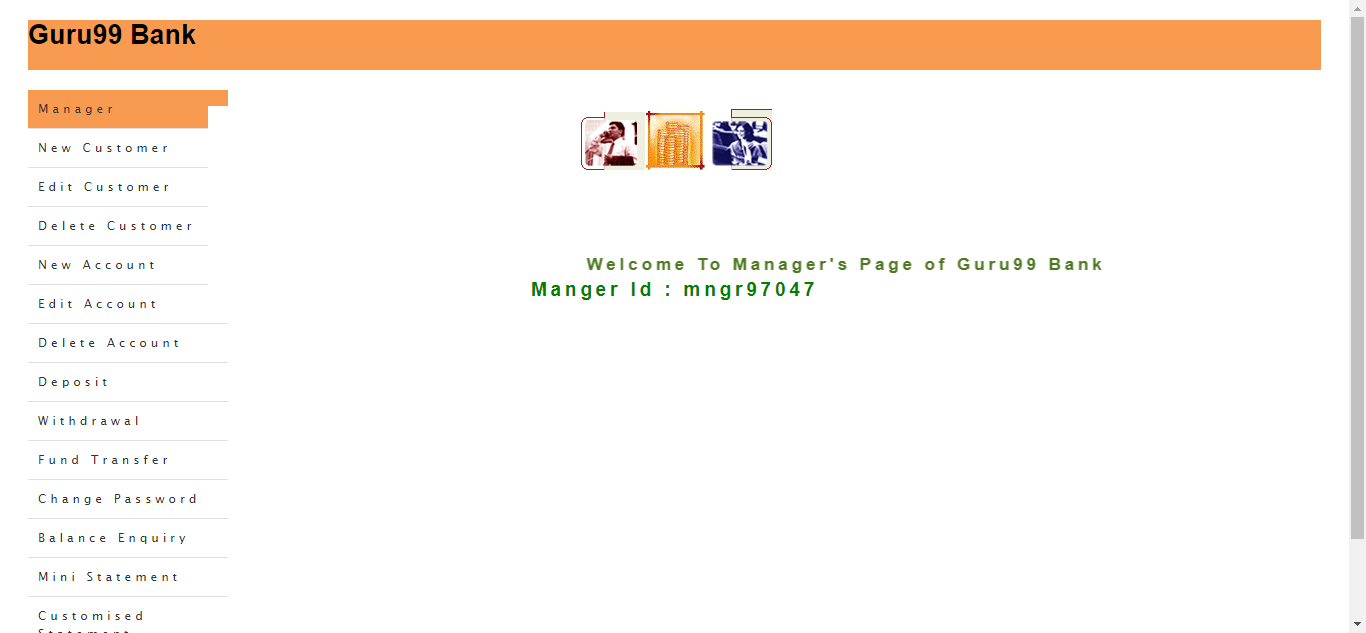 Guru99 Bank
Manager
New Customer
Edit Customer
Delete Customer
New Account
Edit Account
Delete Account
Deposit
Withdrawal
Fund Transfer
Change Password
Balance Enquiry
Mini Statement
Customised
Statement
Welcome To Manager's Page of Guru99 Bank
Manger Id : mngr97047